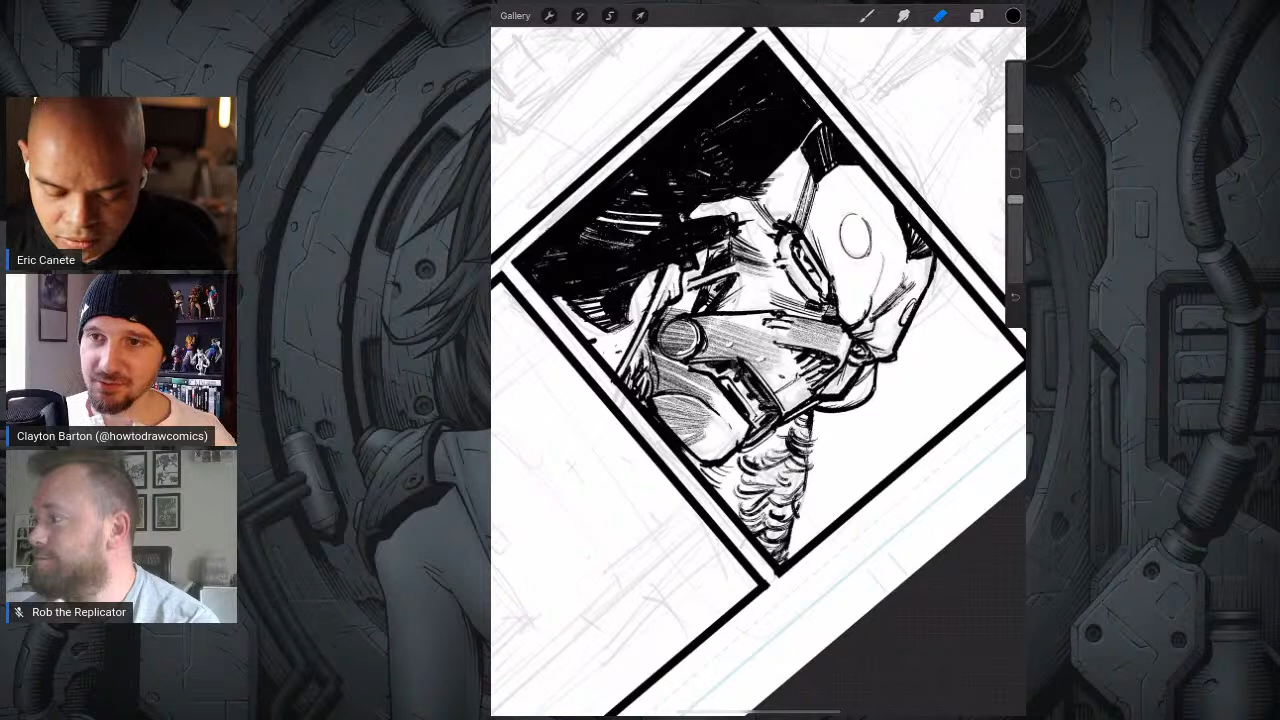 Gallery
Eric Canete
Clayton Barton (@howtodrawcomics)
Rob the Replicator